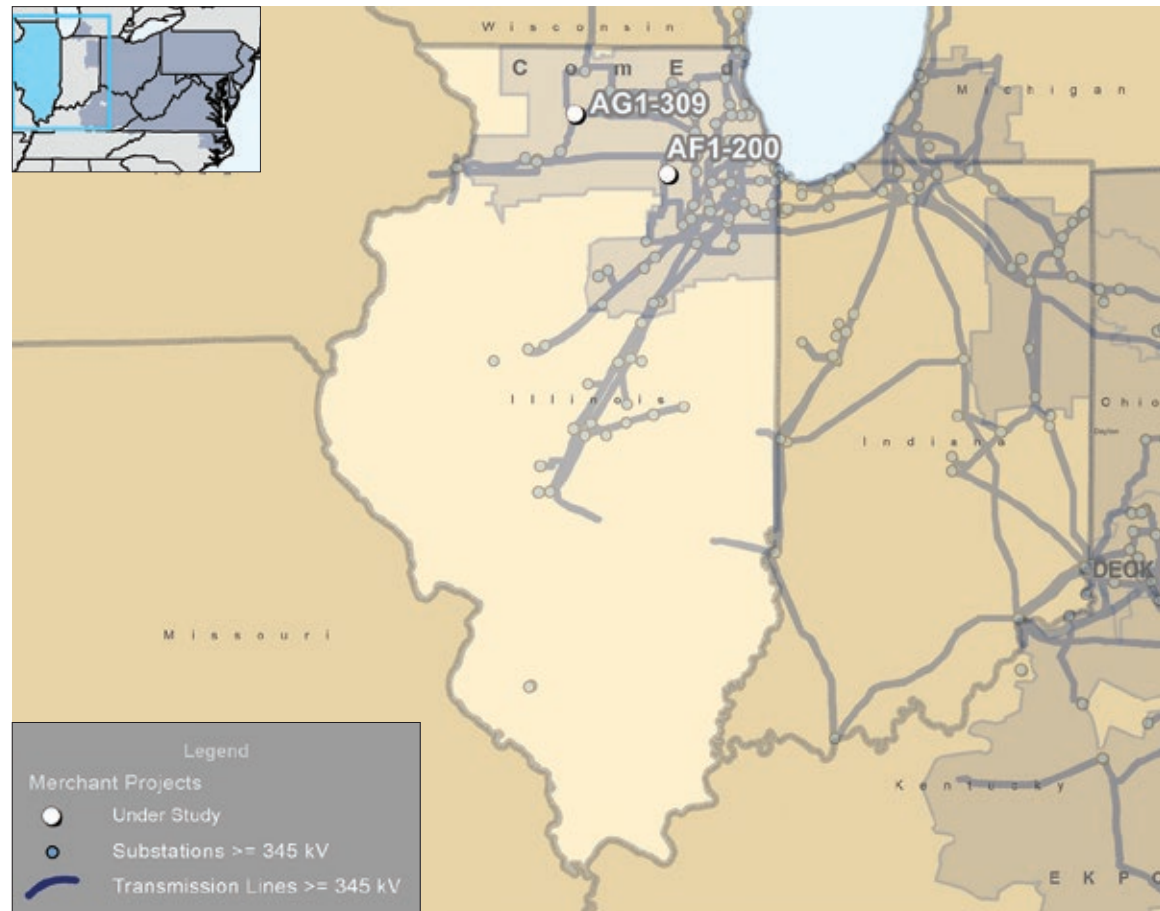 Wisconsin
ComEd
AG1-309
Michigan
AF1-200
Illinois
Ohio
Dayton
Indiana
DEOK
Missouri
Kentucky
EKPC
Legend
Merchant Projects
Under Study
Substations >= 345 kV
Transmission Lines >= 345 kV